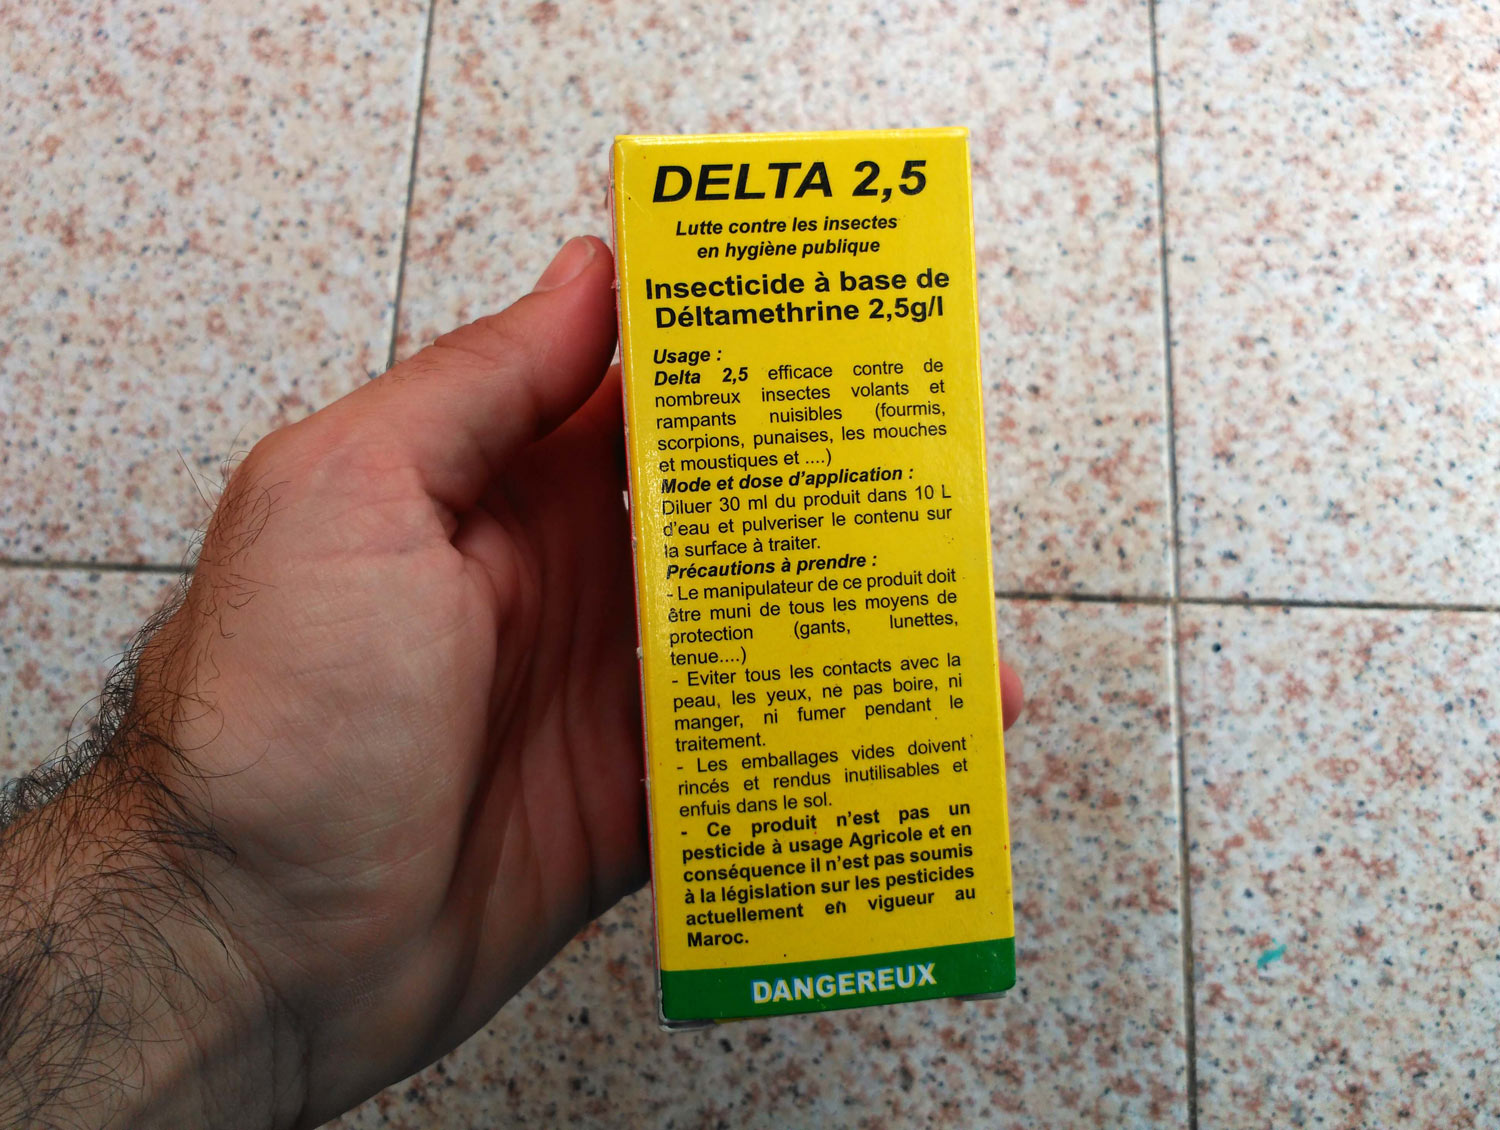 DELTA 2,5
Lutte contre les insectes
en hygiène publique
Insecticide à base de
Déltamethrine 2,5g/l
Usage :
Delta 2,5 efficace contre de
nombreux insectes volants et
rampants nuisibles (fourmis,
scorpions, punaises, les mouches
et moustiques et ....)
Mode et dose d'application :
Diluer 30 ml du produit dans 10 L
d'eau et pulveriser le contenu sur
la surface à traiter.
Précautions à prendre :
- Le manipulateur de ce produit doit
être muni de tous les moyens de
protection (gants, lunettes,
tenue....)
- Eviter tous les contacts avec la
peau, les yeux, ne pas boire, ni
manger, ni fumer pendant le
traitement.
- Les emballages vides doivent
rincés et rendus inutilisables et
enfuis dans le sol.
- Ce produit n'est pas un
pesticide à usage Agricole et en
conséquence il n'est pas soumis
à la législation sur les pesticides
actuellement en vigueur au
Maroc.
DANGEREUX